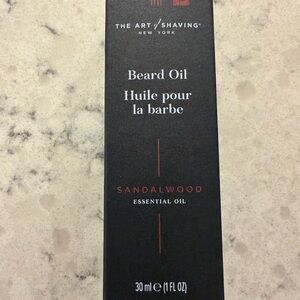 THE ART of SHAVING®
NEW YORK
Beard Oil
Huile pour
la barbe
SANDALWOOD
ESSENTIAL OIL
30 ml ℮ (1 FL OZ)